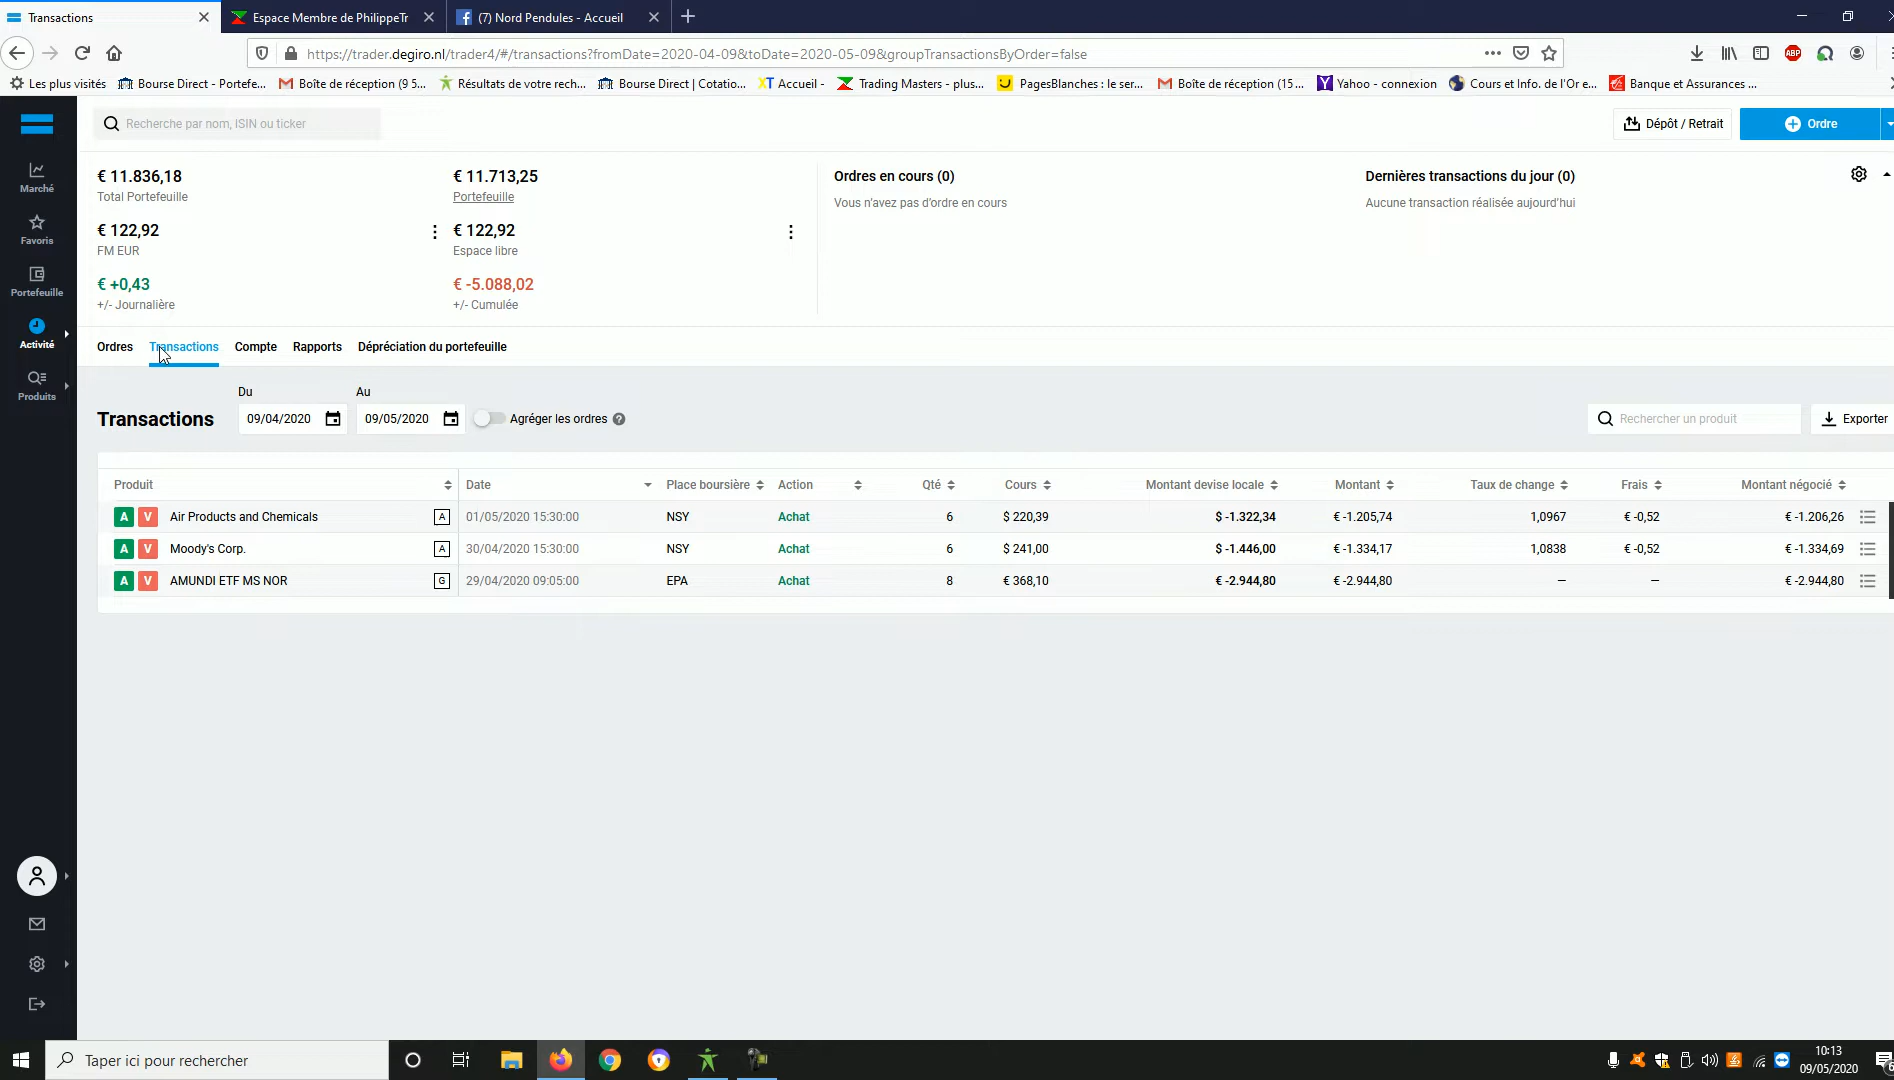 Transactions
Espace Membre de PhilippeTr
(7) Nord Pendules - Accueil
https://trader.degiro.nl/trader4/#/transactions?fromDate=2020-04-09&toDate=2020-05-09&groupTransactionsByOrder=false
ABP
Les plus visités
Bourse Direct - Portefe...
Boîte de réception (9 5...
Résultats de votre rech...
Bourse Direct | Cotatio...
Accueil -
Trading Masters - plus...
PagesBlanches : le ser...
Boîte de réception (15 ...
Yahoo - connexion
Cours et Info. de l'Or e...
Banque et Assurances ...
Recherche par nom, ISIN ou ticker
Dépôt / Retrait
Ordre
Marché
Favoris
Portefeuille
Activité
Produits
€ 11.836,18
Total Portefeuille
€ 11.713,25
Portefeuille
€ 122,92
FM EUR
€ 122,92
Espace libre
€ +0,43
+/- Journalière
€ -5.088,02
+/- Cumulée
Ordres en cours (0)
Vous n'avez pas d'ordre en cours
Dernières transactions du jour (0)
Aucune transaction réalisée aujourd'hui
Ordres Transactions Compte Rapports Dépréciation du portefeuille
Transactions
Du
09/04/2020
Au
09/05/2020
Agréger les ordres ?
Rechercher un produit
Exporter
Produit Date Place boursière Action Qté Cours Montant devise locale Montant Taux de change Frais Montant négocié
A V Air Products and Chemicals A 01/05/2020 15:30:00 NSY Achat 6 $ 220,39 $ -1.322,34 € -1.205,74 1,0967 € -0,52 € -1.206,26
A V Moody's Corp. A 30/04/2020 15:30:00 NSY Achat 6 $ 241,00 $ -1.446,00 € -1.334,17 1,0838 € -0,52 € -1.334,69
A V AMUNDI ETF MS NOR G 29/04/2020 09:05:00 EPA Achat 8 € 368,10 € -2.944,80 € -2.944,80 — — € -2.944,80
Taper ici pour rechercher
10:13
09/05/2020